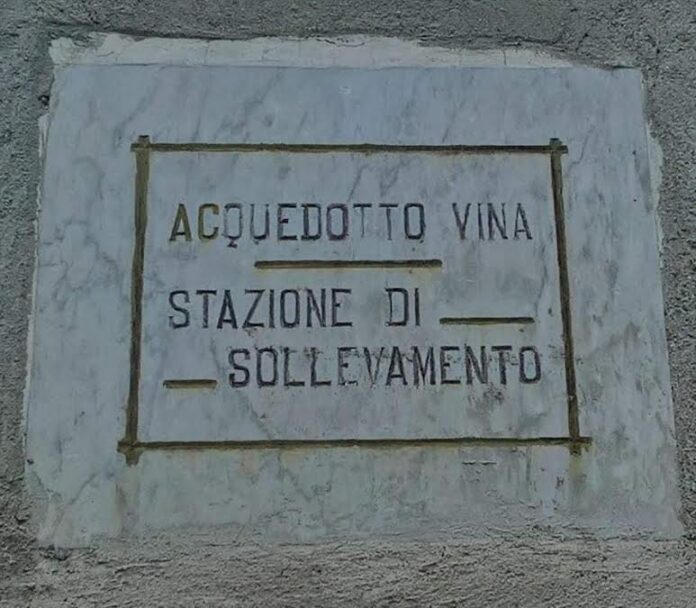 ACQUEDOTTO VINA
STAZIONE DI
SOLLEVAMENTO